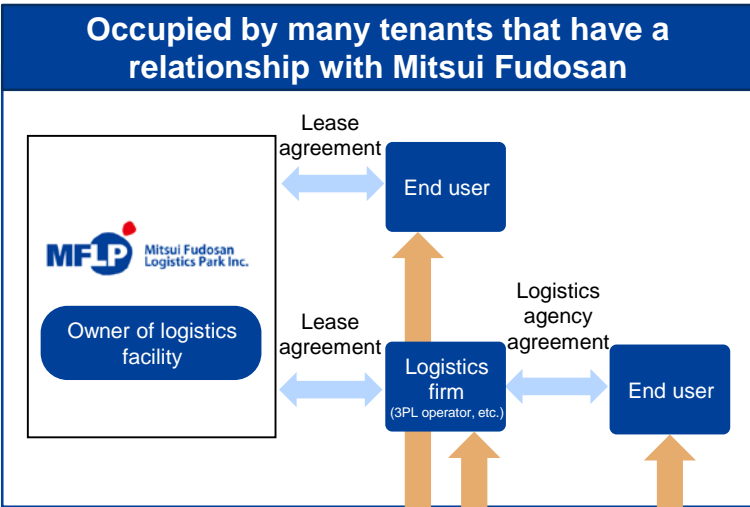 Occupied by many tenants that have a
relationship with Mitsui Fudosan
Lease
agreement
End user
MFLP
Mitsui Fudosan
Logistics Park Inc.
Owner of logistics
facility
Lease
agreement
Logistics
firm
(3PL operator, etc.)
Logistics
agency
agreement
End user